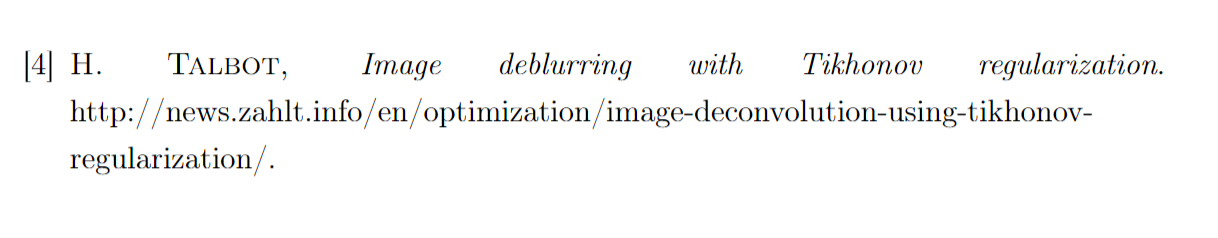 [4] H. TALBOT, Image deblurring with Tikhonov regularization.
http://news.zahlt.info/en/optimization/image-deconvolution-using-tikhonov-
regularization/.